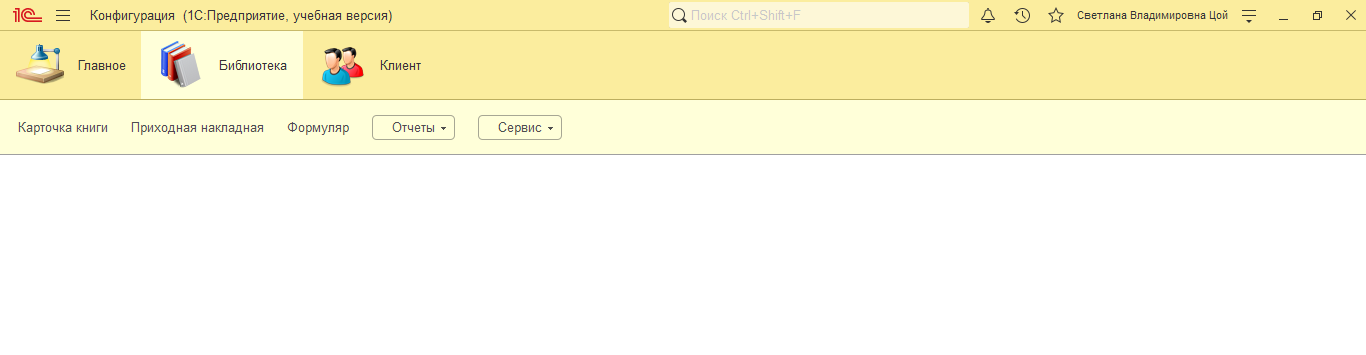 1С Конфигурация (1С:Предприятие, учебная версия) Поиск Ctrl+Shift+F Светлана Владимировна Цой
Главное Библиотека Клиент
Карточка книги Приходная накладная Формуляр Отчеты Сервис